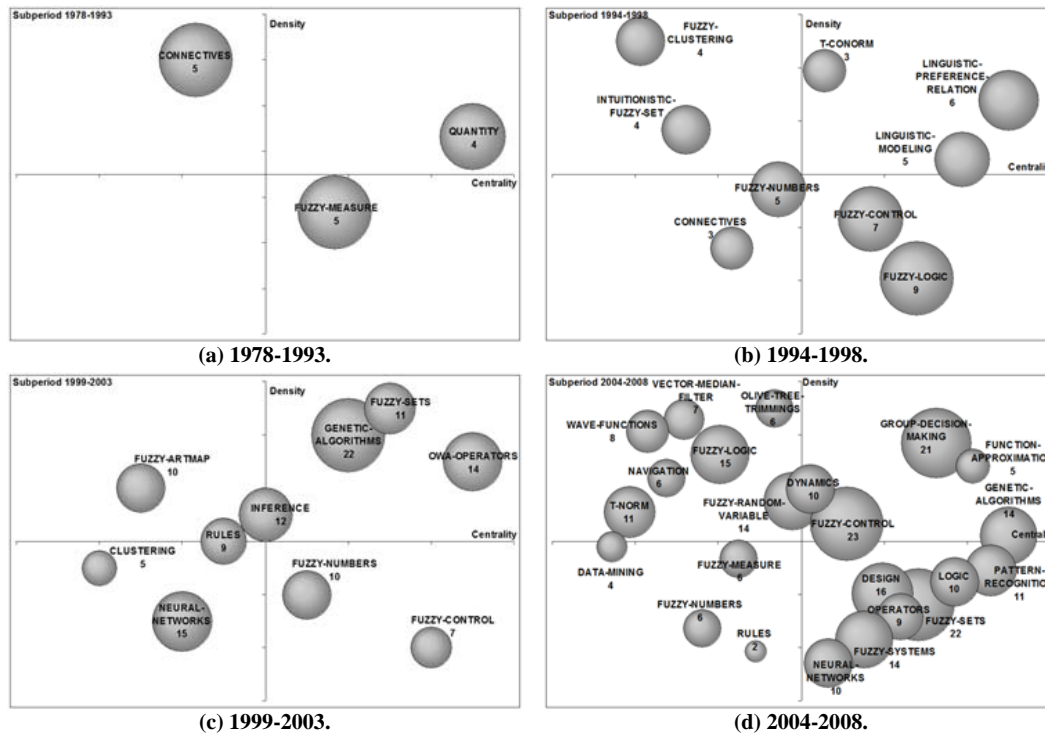 Subperiod 1978-1993
Density
CONNECTIVES
5
QUANTITY
4
Centrality
FUZZY-MEASURE
5
(a) 1978-1993.
Subperiod 1994-1998
Density
FUZZY-
CLUSTERING
4
T-CONORM
3
LINGUISTIC-
PREFERENCE-
RELATION
6
INTUITIONISTIC-
FUZZY-SET
4
LINGUISTIC-
MODELING
5
Centrality
FUZZY-NUMBERS
5
CONNECTIVES
3
FUZZY-CONTROL
7
FUZZY-LOGIC
9
(b) 1994-1998.
Subperiod 1999-2003
Density
FUZZY-SETS
11
GENETIC-
ALGORITHMS
22
OWA-OPERATORS
14
FUZZY-ARTMAP
10
INFERENCE
12
RULES
9
Centrality
CLUSTERING
5
FUZZY-NUMBERS
10
NEURAL-
NETWORKS
15
FUZZY-CONTROL
7
(c) 1999-2003.
Subperiod 2004-2008
Density
VECTOR-MEDIAN-
FILTER
7
OLIVE-TREE-
TRIMMINGS
6
WAVE-FUNCTIONS
8
GROUP-DECISION-
MAKING
21
FUZZY-LOGIC
15
FUNCTION-
APPROXIMATIO
5
NAVIGATION
6
DYNAMICS
10
GENETIC-
ALGORITHMS
14
T-NORM
11
FUZZY-RANDOM-
VARIABLE
14
FUZZY-CONTROL
23
Centrali
DATA-MINING
4
FUZZY-MEASURE
6
PATTERN-
RECOGNITIO
11
DESIGN
16
LOGIC
10
OPERATORS
9
FUZZY-SETS
22
FUZZY-NUMBERS
6
RULES
2
FUZZY-SYSTEMS
14
NEURAL-
NETWORKS
10
(d) 2004-2008.